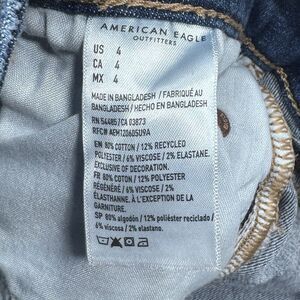 AMERICAN EAGLE
OUTFITTERS
US 4
CA 4
MX 4
MADE IN BANGLADESH / FABRIQUÉ AU
BANGLADESH / HECHO EN BANGLADESH
RN 54485/CA 03873
RFC# AEM120605U9A
EN 80% COTTON / 12% RECYCLED
POLYESTER / 6% VISCOSE / 2% ELASTANE.
EXCLUSIVE OF DECORATION.
FR 80% COTON / 12% POLYESTER
RÉGÉNÉRÉ / 6% VISCOSE / 2%
ÉLASTHANNE. À L'EXCEPTION DE LA
GARNITURE.
SP 80% algodón / 12% poliéster reciclado /
6% viscosa / 2% elastano.